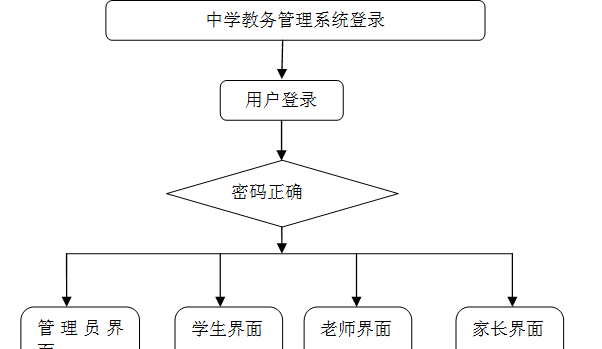 中学教务管理系统登录
用户登录
密码正确
管理员界
学生界面
老师界面
家长界面